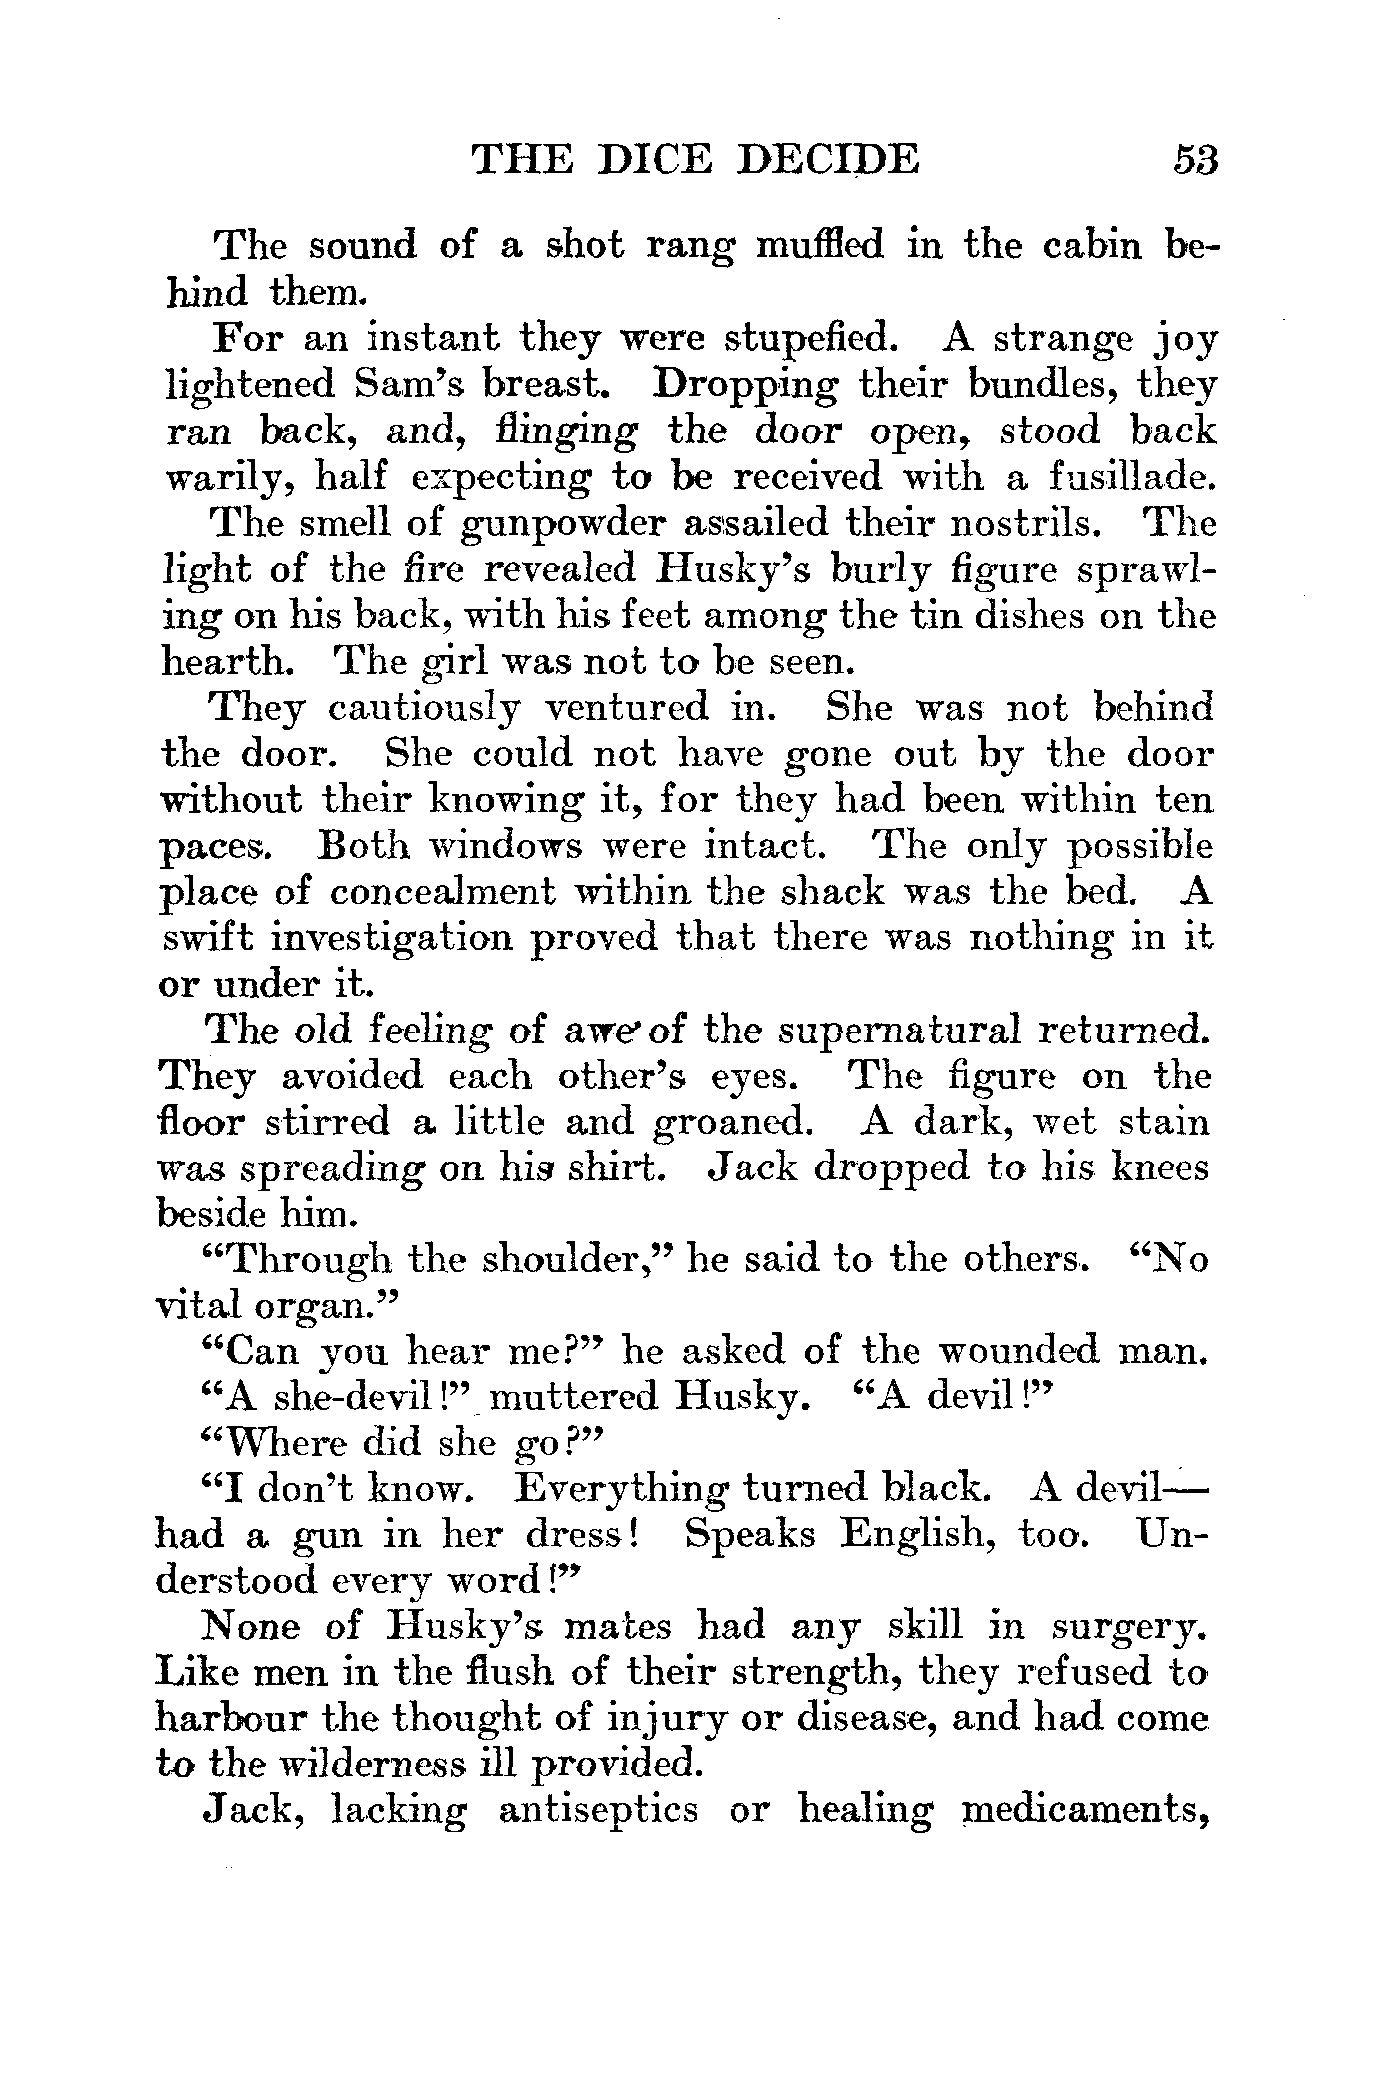 THE DICE DECIDE 53
The sound of a shot rang muffled in the cabin be-
hind them.
For an instant they were stupefied. A strange joy
lightened Sam's breast. Dropping their bundles, they
ran back, and, flinging the door open, stood back
warily, half expecting to be received with a fusillade.
The smell of gunpowder assailed their nostrils. The
light of the fire revealed Husky's burly figure sprawl-
ing on his back, with his feet among the tin dishes on the
hearth. The girl was not to be seen.
They cautiously ventured in. She was not behind
the door. She could not have gone out by the door
without their knowing it, for they had been within ten
paces. Both windows were intact. The only possible
place of concealment within the shack was the bed. A
swift investigation proved that there was nothing in it
or under it.
The old feeling of awe of the supernatural returned.
They avoided each other's eyes. The figure on the
floor stirred a little and groaned. A dark, wet stain
was spreading on his shirt. Jack dropped to his knees
beside him.
"Through the shoulder," he said to the others. "No
vital organ."
"Can you hear me?" he asked of the wounded man.
"A she-devil!" muttered Husky. "A devil!"
"Where did she go?"
"I don't know. Everything turned black. A devil—
had a gun in her dress! Speaks English, too. Un-
derstood every word!"
None of Husky's mates had any skill in surgery.
Like men in the flush of their strength, they refused to
harbour the thought of injury or disease, and had come
to the wilderness ill provided.
Jack, lacking antiseptics or healing medicaments,